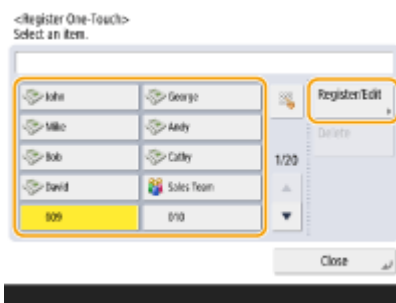 <Register One-Touch>
Select an item.
John George Register/Edit
Mike Andy Delete
Bob Cathy 1/20
David Sales Team
009 010
Close